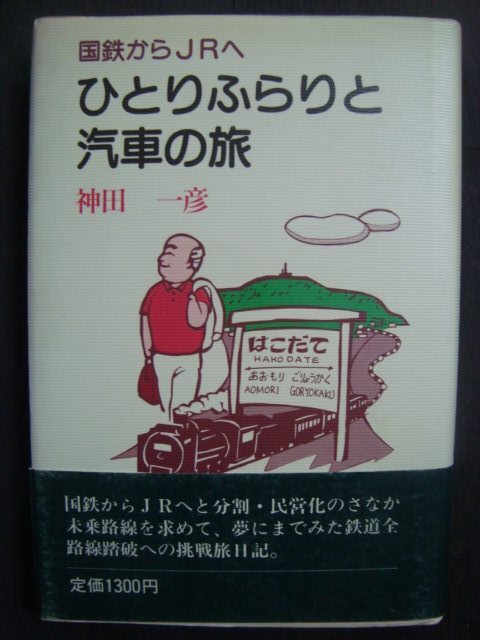 国鉄からJRへ
ひとりふらりと
汽車の旅
神田 一彦
はこだて
HAKODATE
あおもり ごりょうかく
AOMORI GORYOKAKU
国鉄からJRへと分割・民営化のさなか
未乗路線を求めて、夢にまでみた鉄道全
路線踏破への挑戦旅日記。
定価1300円